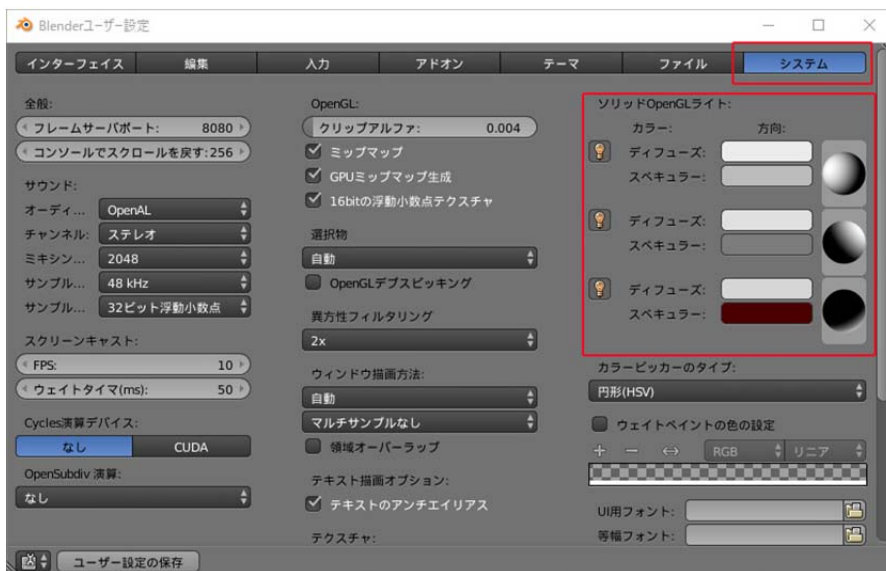 Blenderユーザー設定
インターフェイス 編集 入力 アドオン テーマ ファイル システム
全般:
フレームサーバポート: 8080
コンソールでスクロールを戻す:256
サウンド:
オーディ... OpenAL
チャンネル: ステレオ
ミキシン... 2048
サンプル... 48 kHz
サンプル... 32ビット浮動小数点
スクリーンキャスト:
FPS: 10
ウェイトタイマ(ms): 50
Cycles演算デバイス:
なし CUDA
OpenSubdiv 演算:
なし
ユーザー設定の保存
OpenGL:
クリップアルファ: 0.004
ミップマップ
GPUミップマップ生成
16bitの浮動小数点テクスチャ
選択物
自動
OpenGLデプスピッキング
異方性フィルタリング
2x
ウィンドウ描画方法:
自動
マルチサンプルなし
領域オーバーラップ
テキスト描画オプション:
テキストのアンチエイリアス
テクスチャ:
ソリッドOpenGLライト:
カラー: 方向:
ディフューズ:
スペキュラー:
ディフューズ:
スペキュラー:
ディフューズ:
スペキュラー:
カラーピッカーのタイプ:
円形(HSV)
ウェイトペイントの色の設定
RGB リニア
UI用フォント:
等幅フォント: